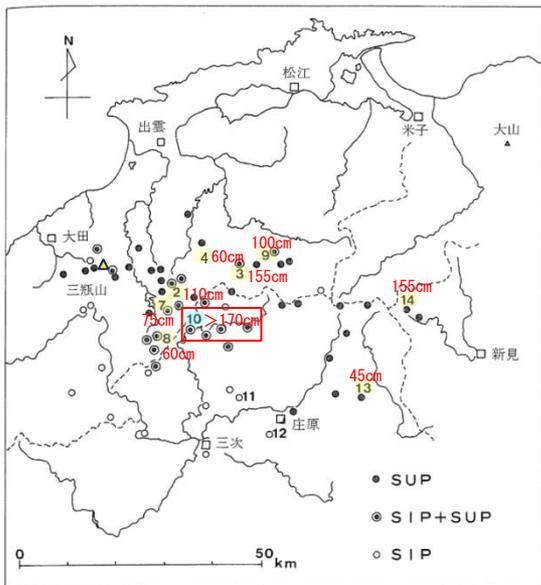 N
松江
出雲
米子
大山
大田
100cm
9
4 60cm
3
155cm
三瓶山
2
110cm
155cm
14
7
75cm
10 >170cm
8
60cm
新見
45cm
13
11
庄原
12
三次
SUP
SIP+SUP
SIP
0 50
km